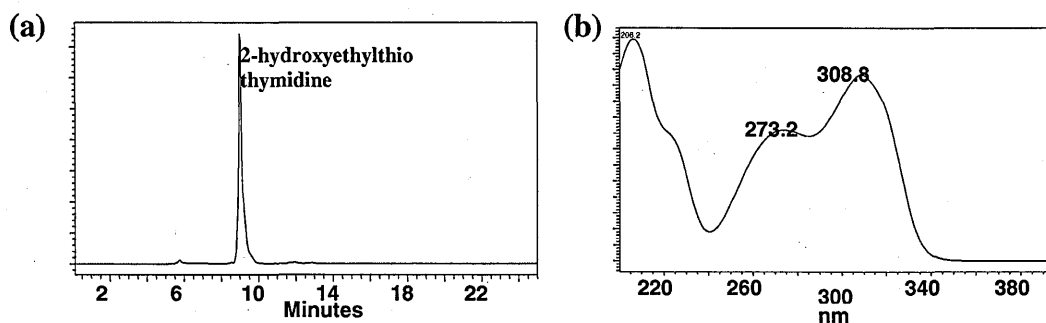 (a)
2-hydroxyethylthio
thymidine
2 6 10 14 18 22
Minutes
(b)
206.2
273.2
308.8
220 260 300 340 380
nm